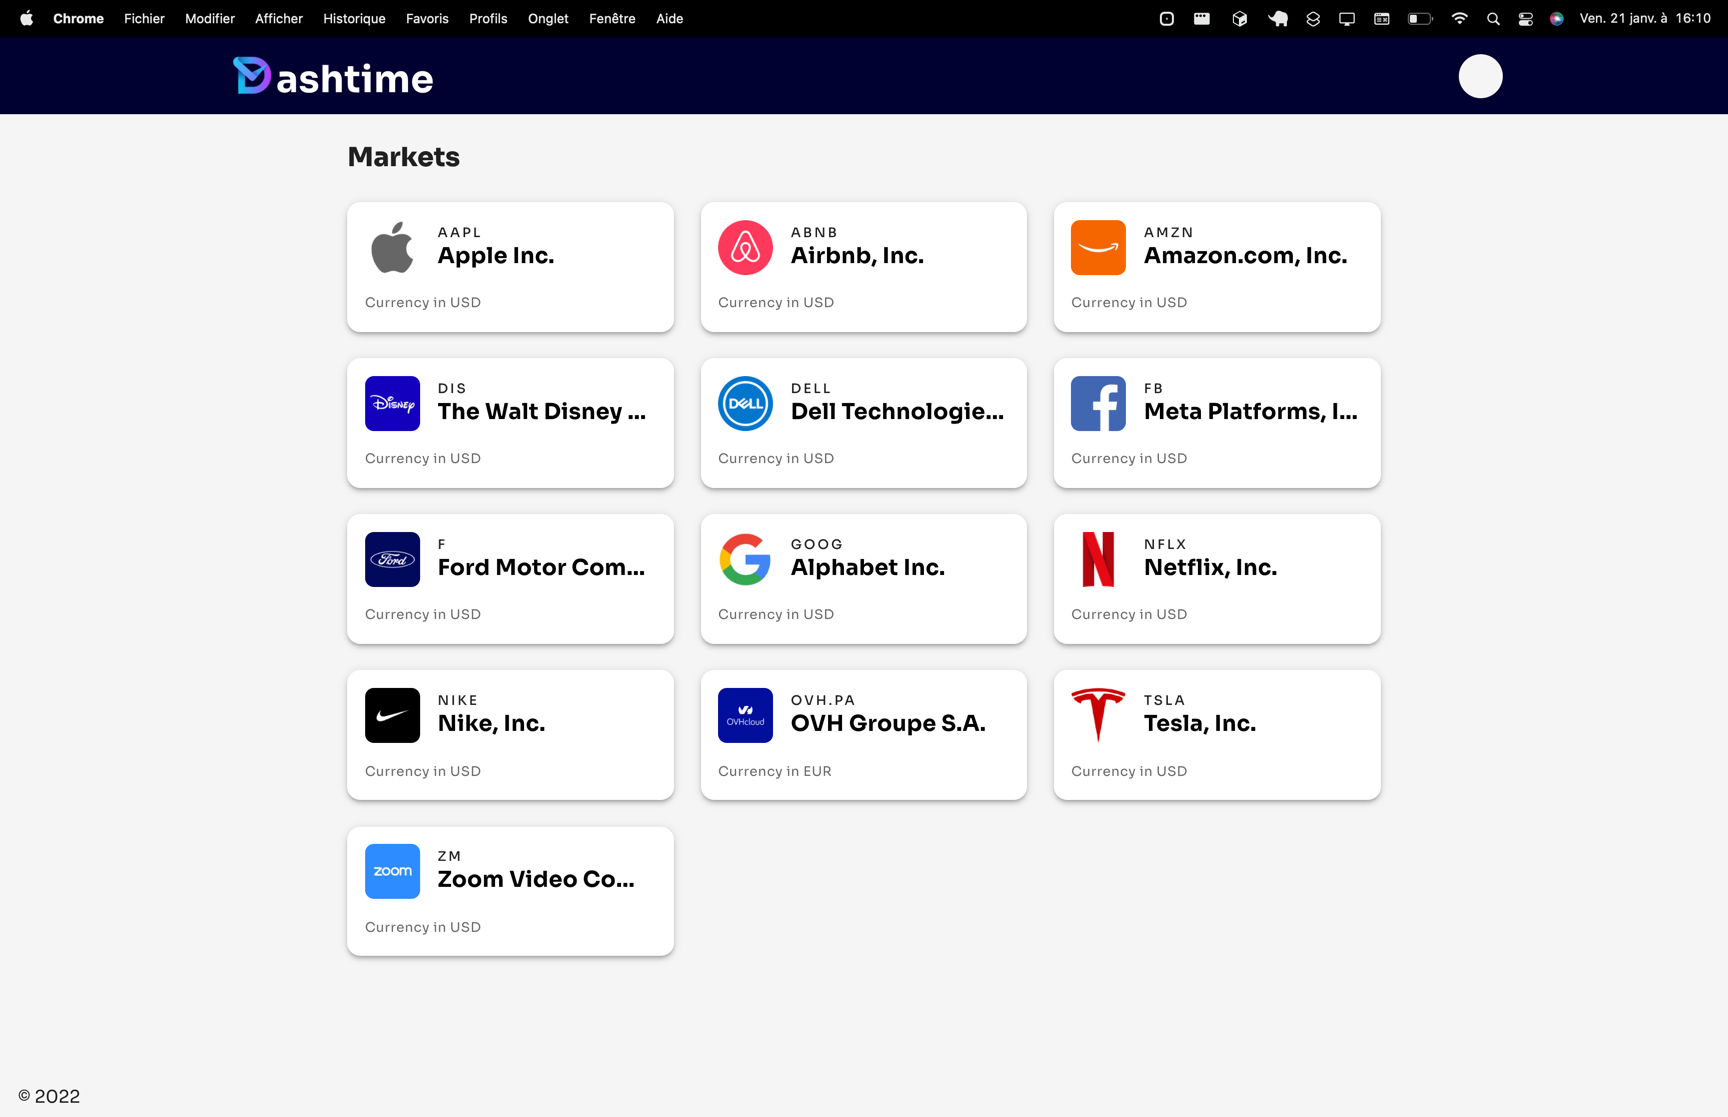 Chrome Fichier Modifier Afficher Historique Favoris Profils Onglet Fenêtre Aide Ven. 21 janv. à 16:10
Dashtime
Markets
AAPL
Apple Inc.
Currency in USD
ABNB
Airbnb, Inc.
Currency in USD
AMZN
Amazon.com, Inc.
Currency in USD
Disney
DIS
The Walt Disney ...
Currency in USD
DELL
DELL
Dell Technologie...
Currency in USD
FB
Meta Platforms, I...
Currency in USD
Ford
F
Ford Motor Com...
Currency in USD
GOOG
Alphabet Inc.
Currency in USD
NFLX
Netflix, Inc.
Currency in USD
NIKE
Nike, Inc.
Currency in USD
OVHcloud
OVH.PA
OVH Groupe S.A.
Currency in EUR
TSLA
Tesla, Inc.
Currency in USD
zoom
ZM
Zoom Video Co...
Currency in USD
© 2022